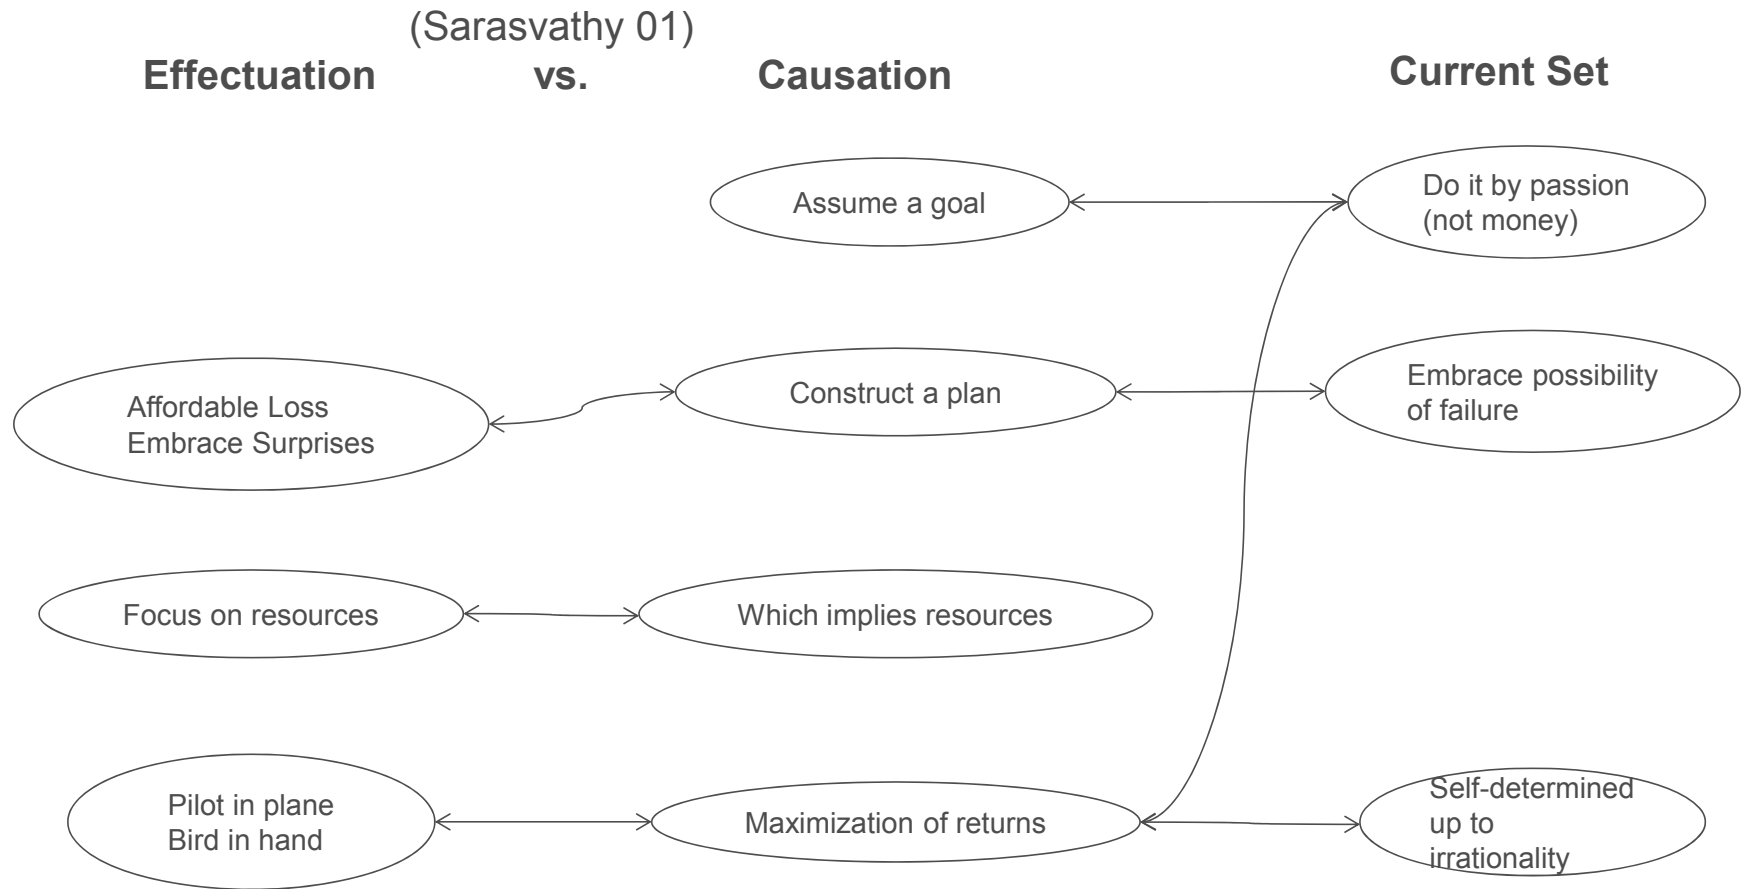 (Sarasvathy 01)
Effectuation vs. Causation Current Set
Assume a goal
Do it by passion
(not money)
Affordable Loss
Embrace Surprises
Construct a plan
Embrace possibility
of failure
Focus on resources
Which implies resources
Pilot in plane
Bird in hand
Maximization of returns
Self-determined
up to
irrationality